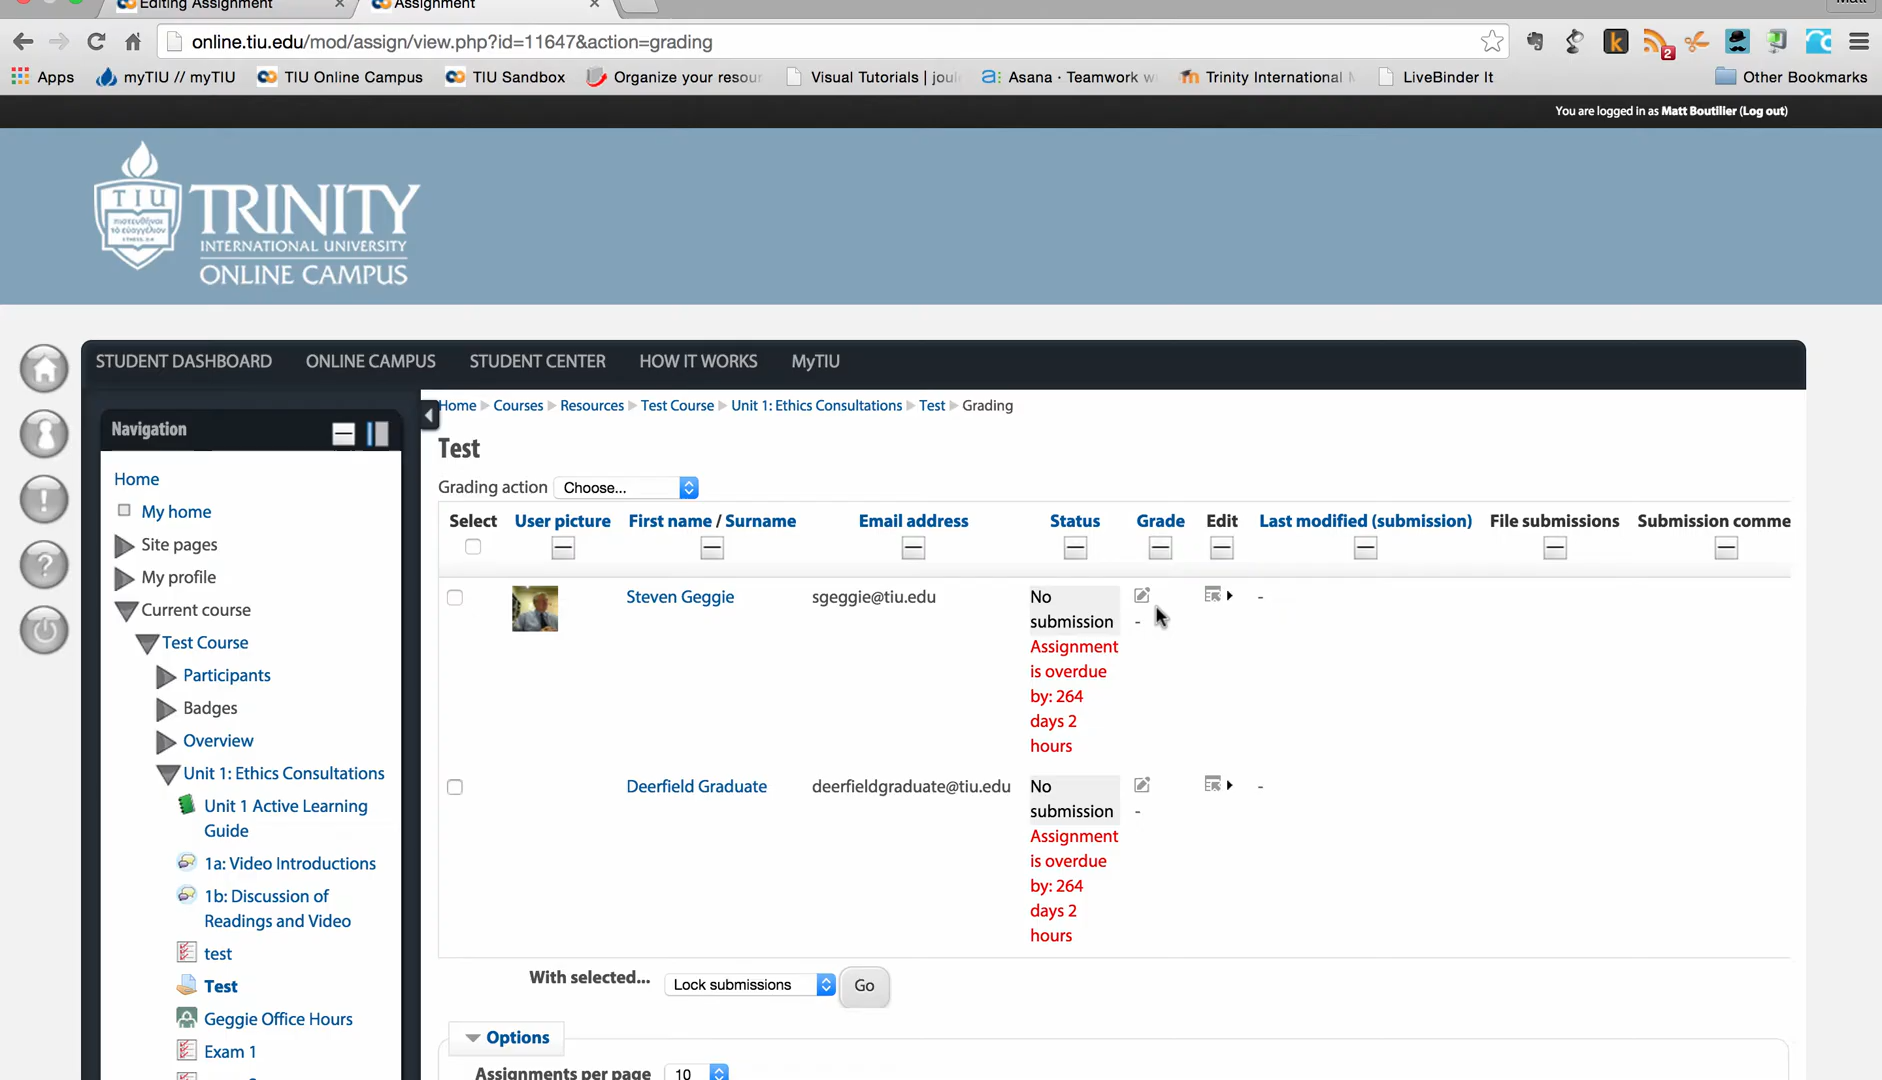 Editing Assignment
Assignment
Matt
online.tiu.edu/mod/assign/view.php?id=11647&action=grading
2
Apps myTIU // myTIU TIU Online Campus TIU Sandbox Organize your resou Visual Tutorials | joui Asana · Teamwork w Trinity International M LiveBinder It Other Bookmarks
You are logged in as Matt Boutilier (Log out)
TIU
TRINITY
INTERNATIONAL UNIVERSITY
ONLINE CAMPUS
STUDENT DASHBOARD ONLINE CAMPUS STUDENT CENTER HOW IT WORKS MyTIU
Navigation
Home
My home
Site pages
My profile
Current course
Test Course
Participants
Badges
Overview
Unit 1: Ethics Consultations
Unit 1 Active Learning
Guide
1a: Video Introductions
1b: Discussion of
Readings and Video
test
Test
Geggie Office Hours
Exam 1
Home Courses Resources Test Course Unit 1: Ethics Consultations Test Grading
Test
Grading action Choose...
Select User picture First name / Surname Email address Status Grade Edit Last modified (submission) File submissions Submission comme
Steven Geggie sgeggie@tiu.edu No -
submission -
Assignment
is overdue
by: 264
days 2
hours
Deerfield Graduate deerfieldgraduate@tiu.edu No -
submission -
Assignment
is overdue
by: 264
days 2
hours
With selected... Lock submissions Go
Options
Assignments per page 10